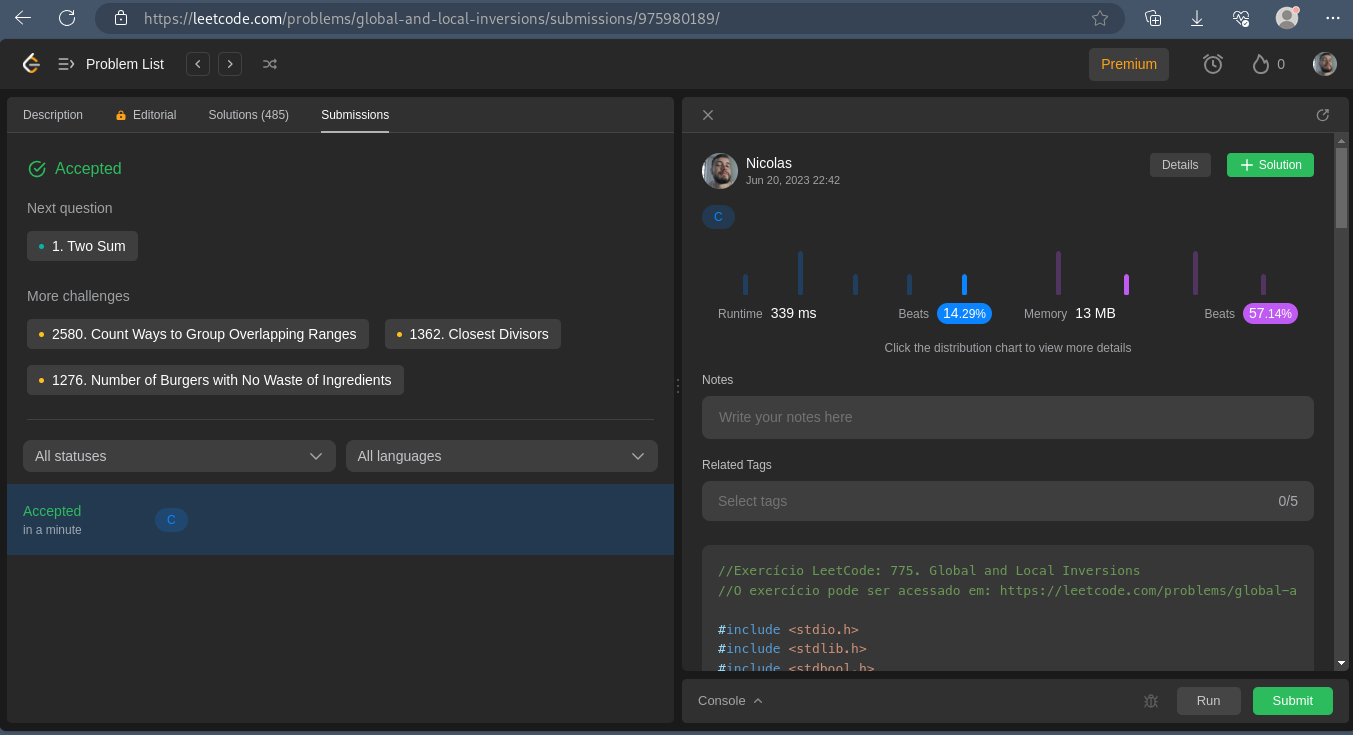 https://leetcode.com/problems/global-and-local-inversions/submissions/975980189/
Problem List
Premium
0
Description
Editorial
Solutions (485)
Submissions
Accepted
Next question
1. Two Sum
More challenges
2580. Count Ways to Group Overlapping Ranges
1362. Closest Divisors
1276. Number of Burgers with No Waste of Ingredients
All statuses
All languages
Accepted
in a minute
C
Nicolas
Jun 20, 2023 22:42
Details
Solution
C
Runtime 339 ms
Beats 14.29%
Memory 13 MB
Beats 57.14%
Click the distribution chart to view more details
Notes
Write your notes here
Related Tags
Select tags
0/5
//Exercício LeetCode: 775. Global and Local Inversions
//O exercício pode ser acessado em: https://leetcode.com/problems/global-a
#include <stdio.h>
#include <stdlib.h>
#include <stdbool.h>
Console
Run
Submit